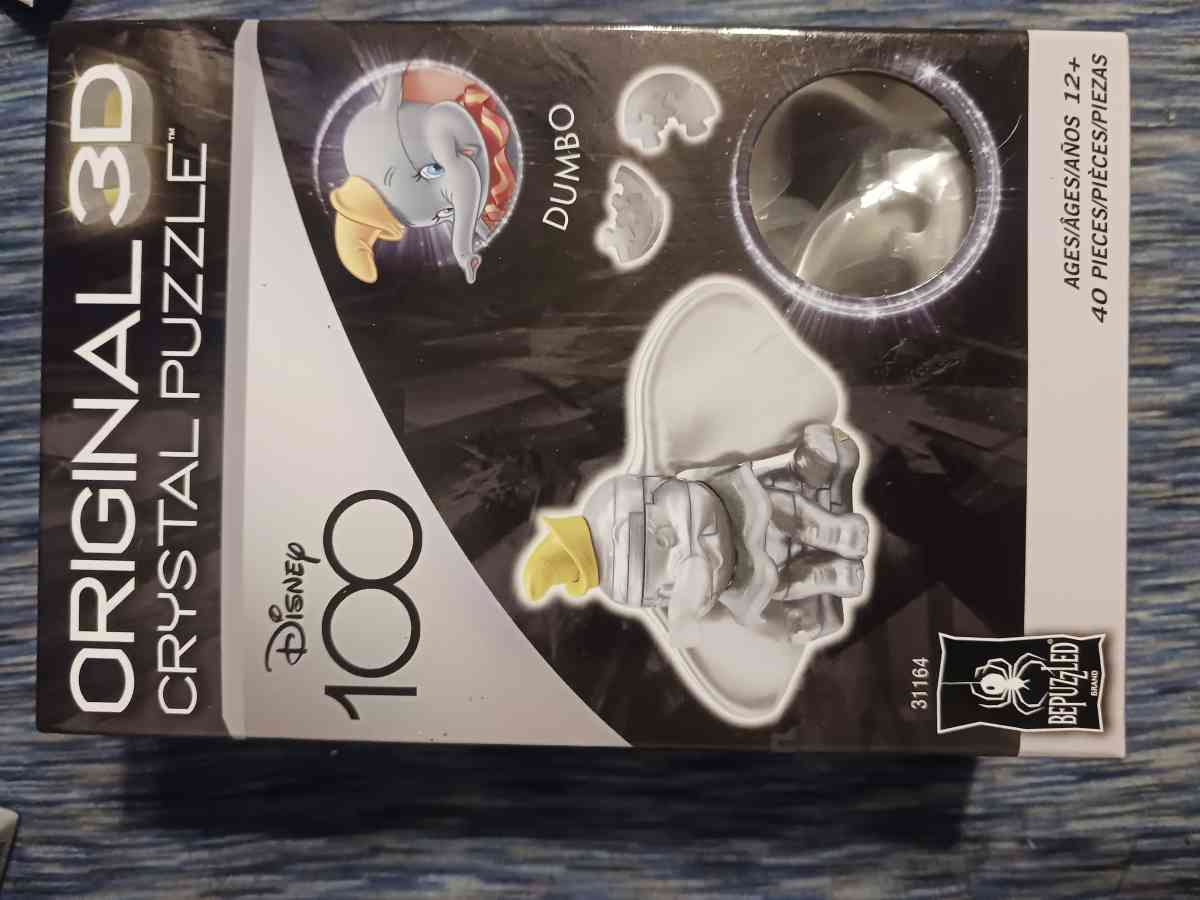 ORIGINAL 3D
CRYSTAL PUZZLE™
Disney
100
DUMBO
31164
BEPUZZLED®
BRAND
AGES/ÂGES/AÑOS 12+
40 PIECES/PIÈCES/PIEZAS